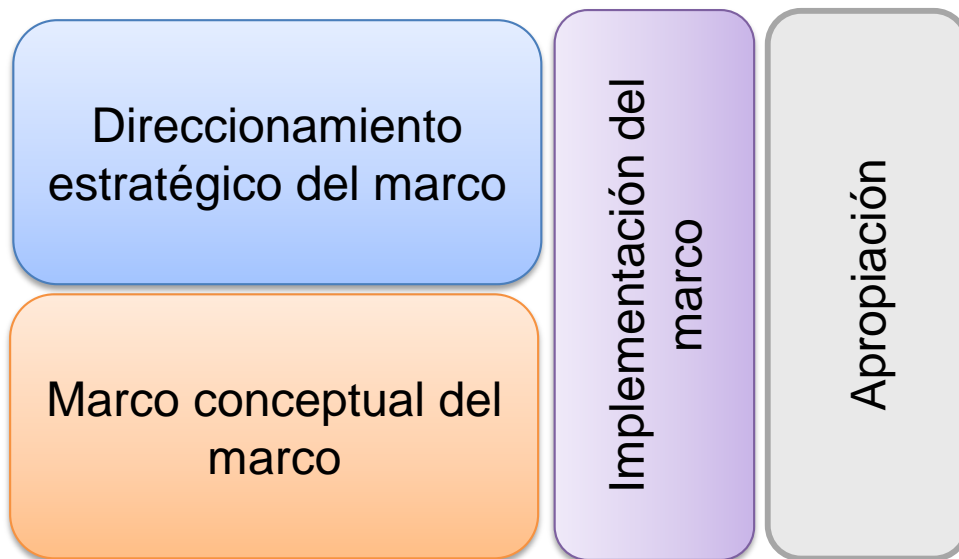 Direccionamiento
estratégico del marco
Marco conceptual del
marco
Implementación del
marco
Apropiación